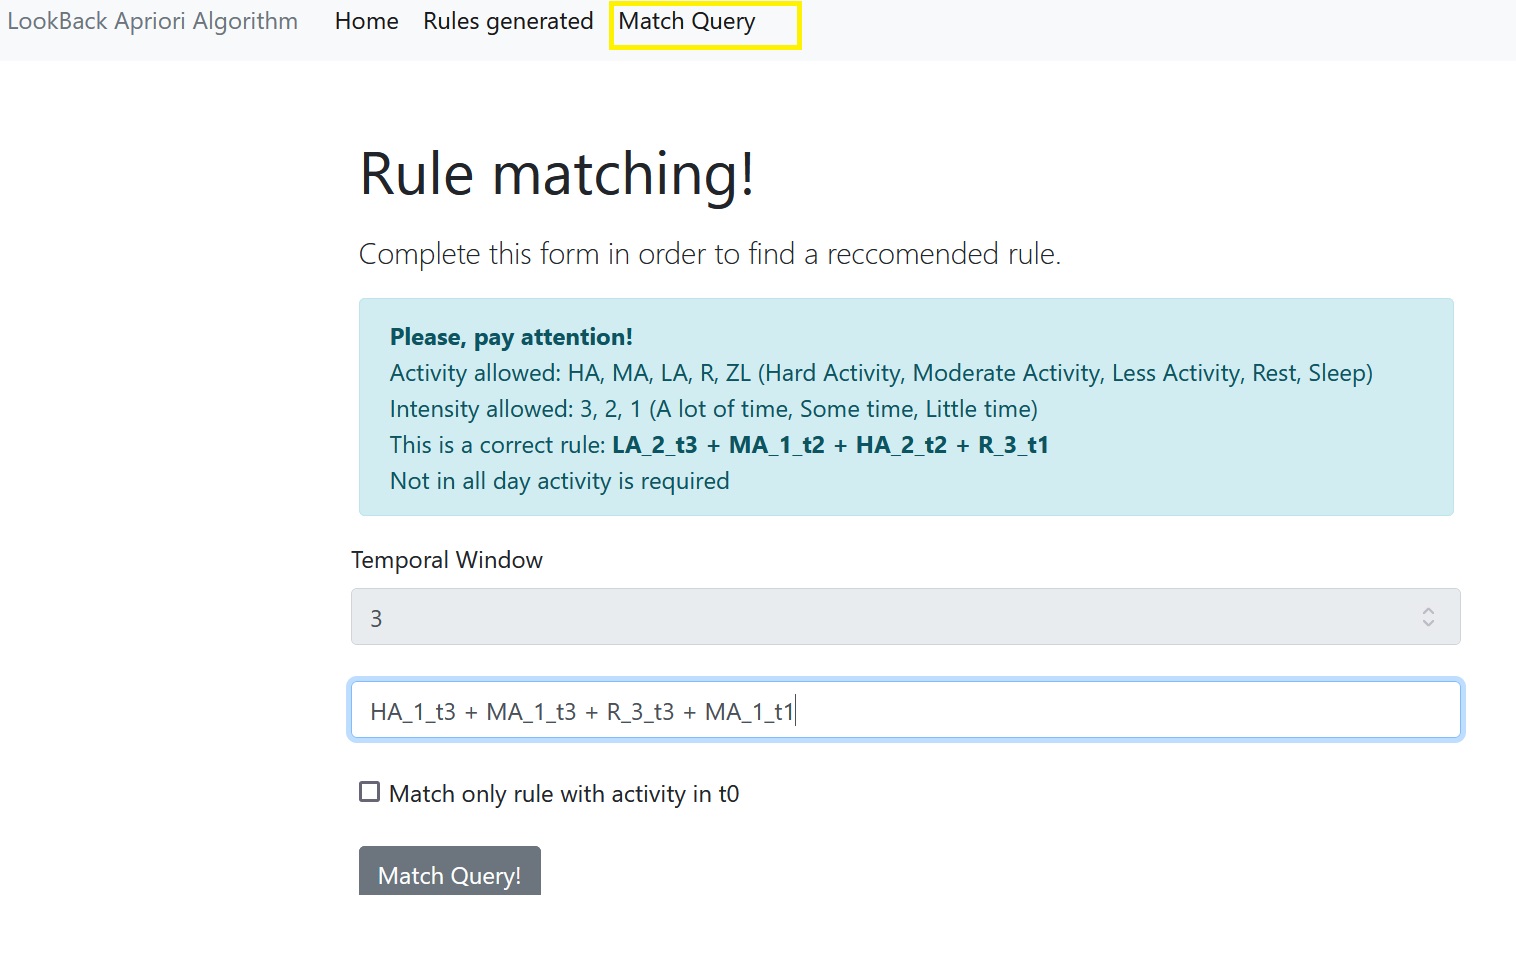 LookBack Apriori Algorithm Home Rules generated Match Query
Rule matching!
Complete this form in order to find a reccomended rule.
Please, pay attention!
Activity allowed: HA, MA, LA, R, ZL (Hard Activity, Moderate Activity, Less Activity, Rest, Sleep)
Intensity allowed: 3, 2, 1 (A lot of time, Some time, Little time)
This is a correct rule: LA_2_t3 + MA_1_t2 + HA_2_t2 + R_3_t1
Not in all day activity is required
Temporal Window
3
HA_1_t3 + MA_1_t3 + R_3_t3 + MA_1_t1
Match only rule with activity in t0
Match Query!